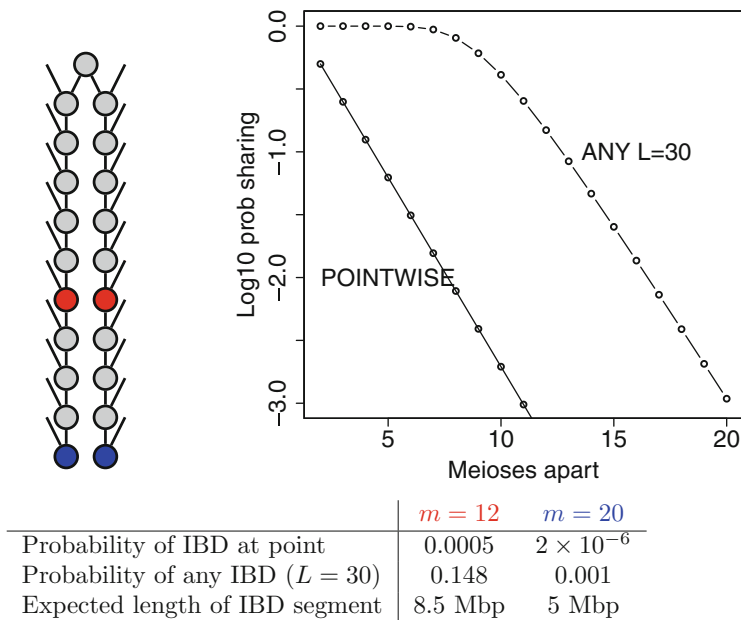 0.0
-1.0
-2.0
-3.0
Log10 prob sharing
ANY L=30
POINTWISE
5 10 15 20
Meioses apart
m = 12 m = 20
Probability of IBD at point 0.0005 2 × 10⁻⁶
Probability of any IBD (L = 30) 0.148 0.001
Expected length of IBD segment 8.5 Mbp 5 Mbp